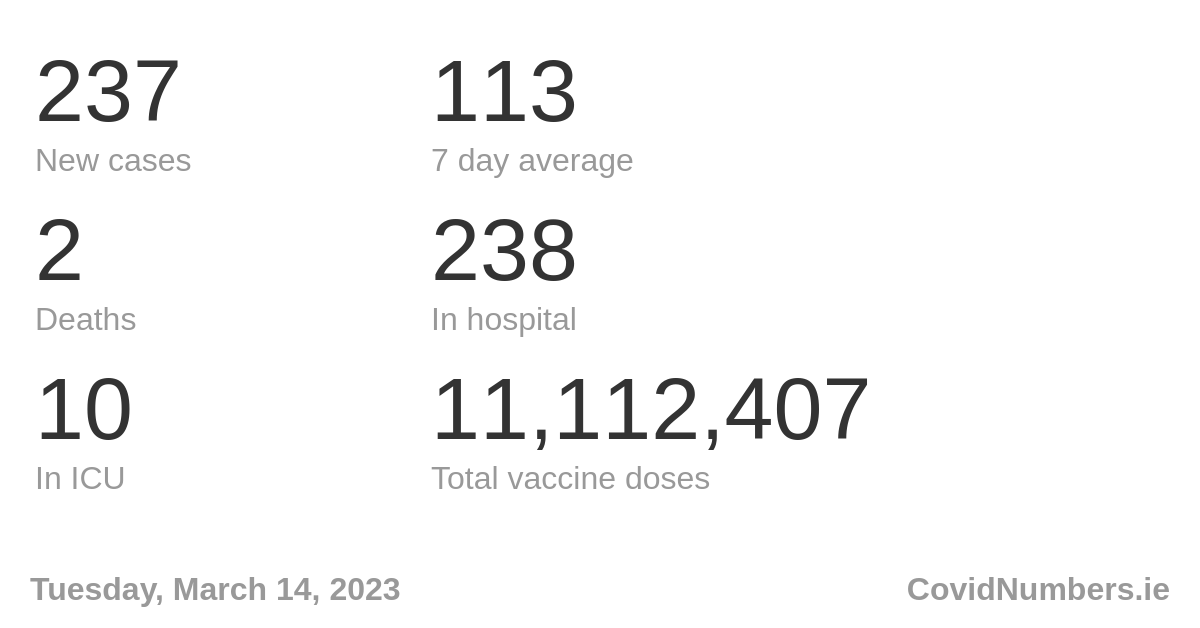 237
113
New cases
7 day average
2
238
Deaths
In hospital
10
11,112,407
In ICU
Total vaccine doses
Tuesday, March 14, 2023
CovidNumbers.ie